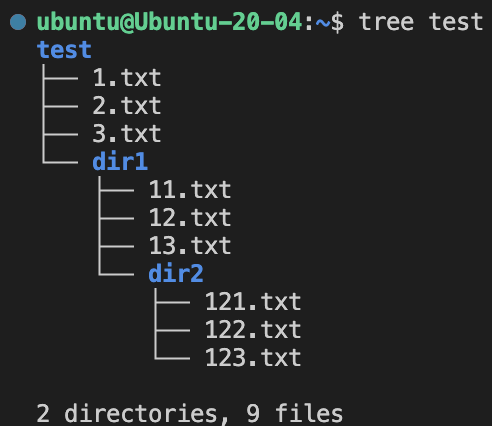 ubuntu@Ubuntu-20-04:~$ tree test
test
├── 1.txt
├── 2.txt
├── 3.txt
└── dir1
    ├── 11.txt
    ├── 12.txt
    ├── 13.txt
    └── dir2
        ├── 121.txt
        ├── 122.txt
        └── 123.txt
2 directories, 9 files